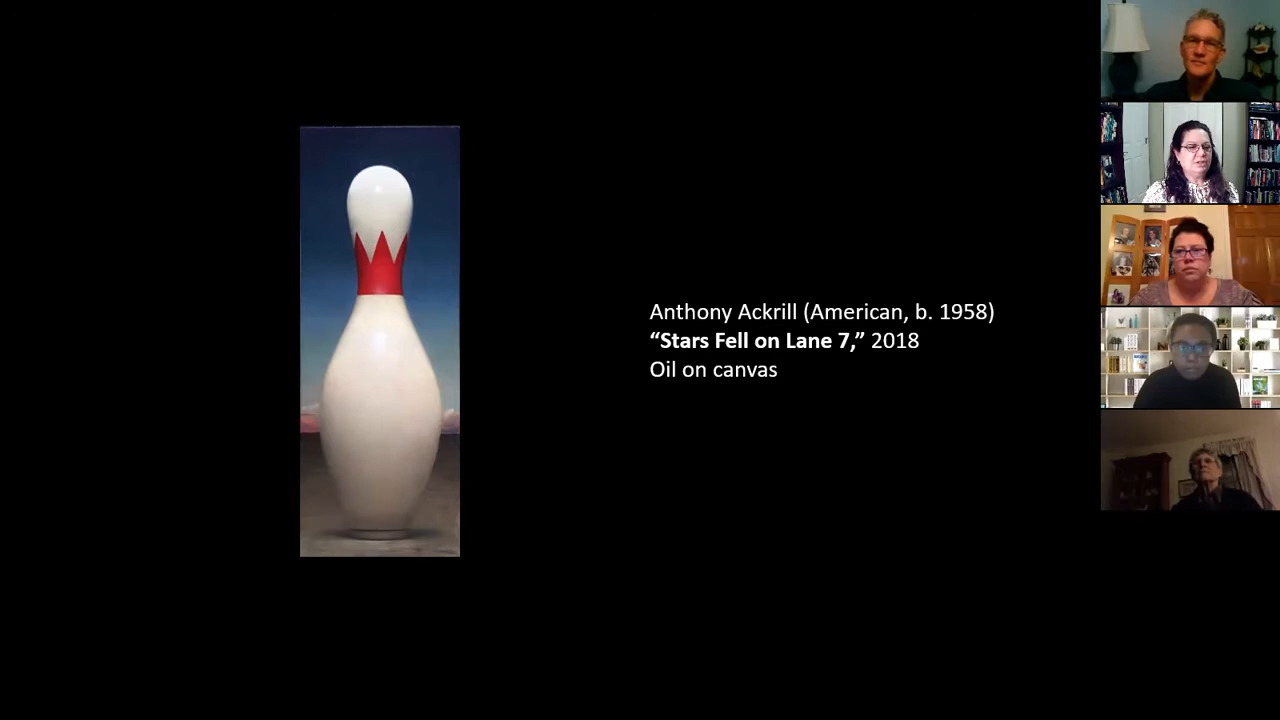 Anthony Ackrill (American, b. 1958)
“Stars Fell on Lane 7,” 2018
Oil on canvas